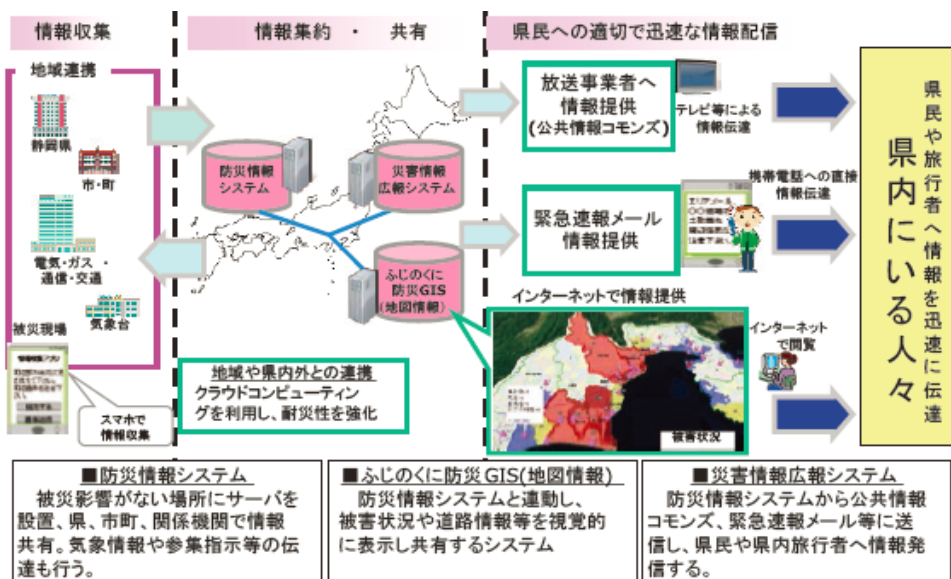 情報収集
情報集約 ・ 共有
県民への適切で迅速な情報配信
地域連携
静岡県
市・町
電気・ガス・
通信・交通
気象台
被災現場
スマホで
情報収集
防災情報
システム
災害情報
広報システム
ふじのくに
防災GIS
(地図情報)
地域や県内外との連携
クラウドコンピューティン
グを利用し、耐災性を強化
放送事業者へ
情報提供
(公共情報コモンズ)
テレビ等による
情報伝達
緊急速報メール
情報提供
携帯電話への直接
情報伝達
インターネットで情報提供
被害状況
インターネット
で閲覧
県民や旅行者へ情報を迅速に伝達
県内にいる人々
■防災情報システム
被災影響がない場所にサーバを
設置、県、市町、関係機関で情報
共有。気象情報や参集指示等の伝
達も行う。
■ふじのくに防災GIS(地図情報)
防災情報システムと連動し、
被害状況や道路情報等を視覚的
に表示し共有するシステム
■災害情報広報システム
防災情報システムから公共情報
コモンズ、緊急速報メール等に送
信し、県民や県内旅行者へ情報発
信する。